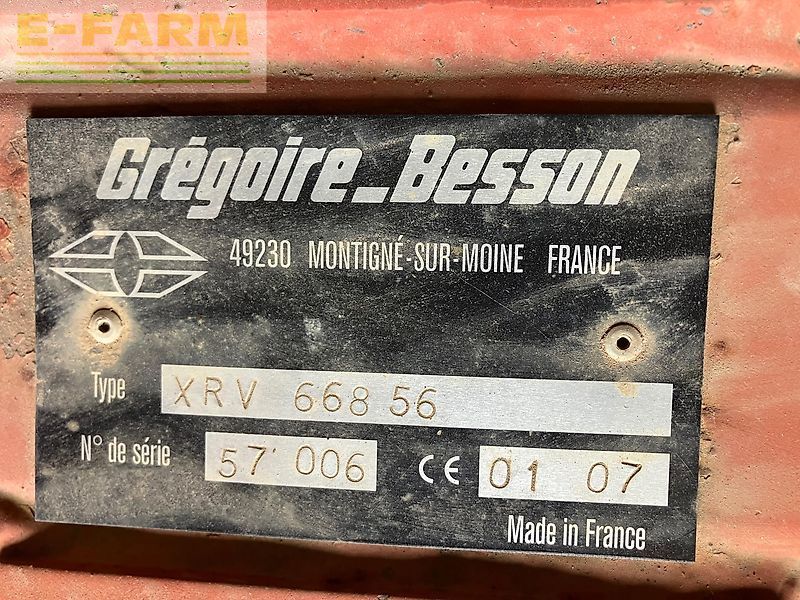 E-FARM
Grégoire_Besson
49230 MONTIGNÉ-SUR-MOINE FRANCE
Type XRV 668 56
N° de série 57 006 CE 01 07
Made in France